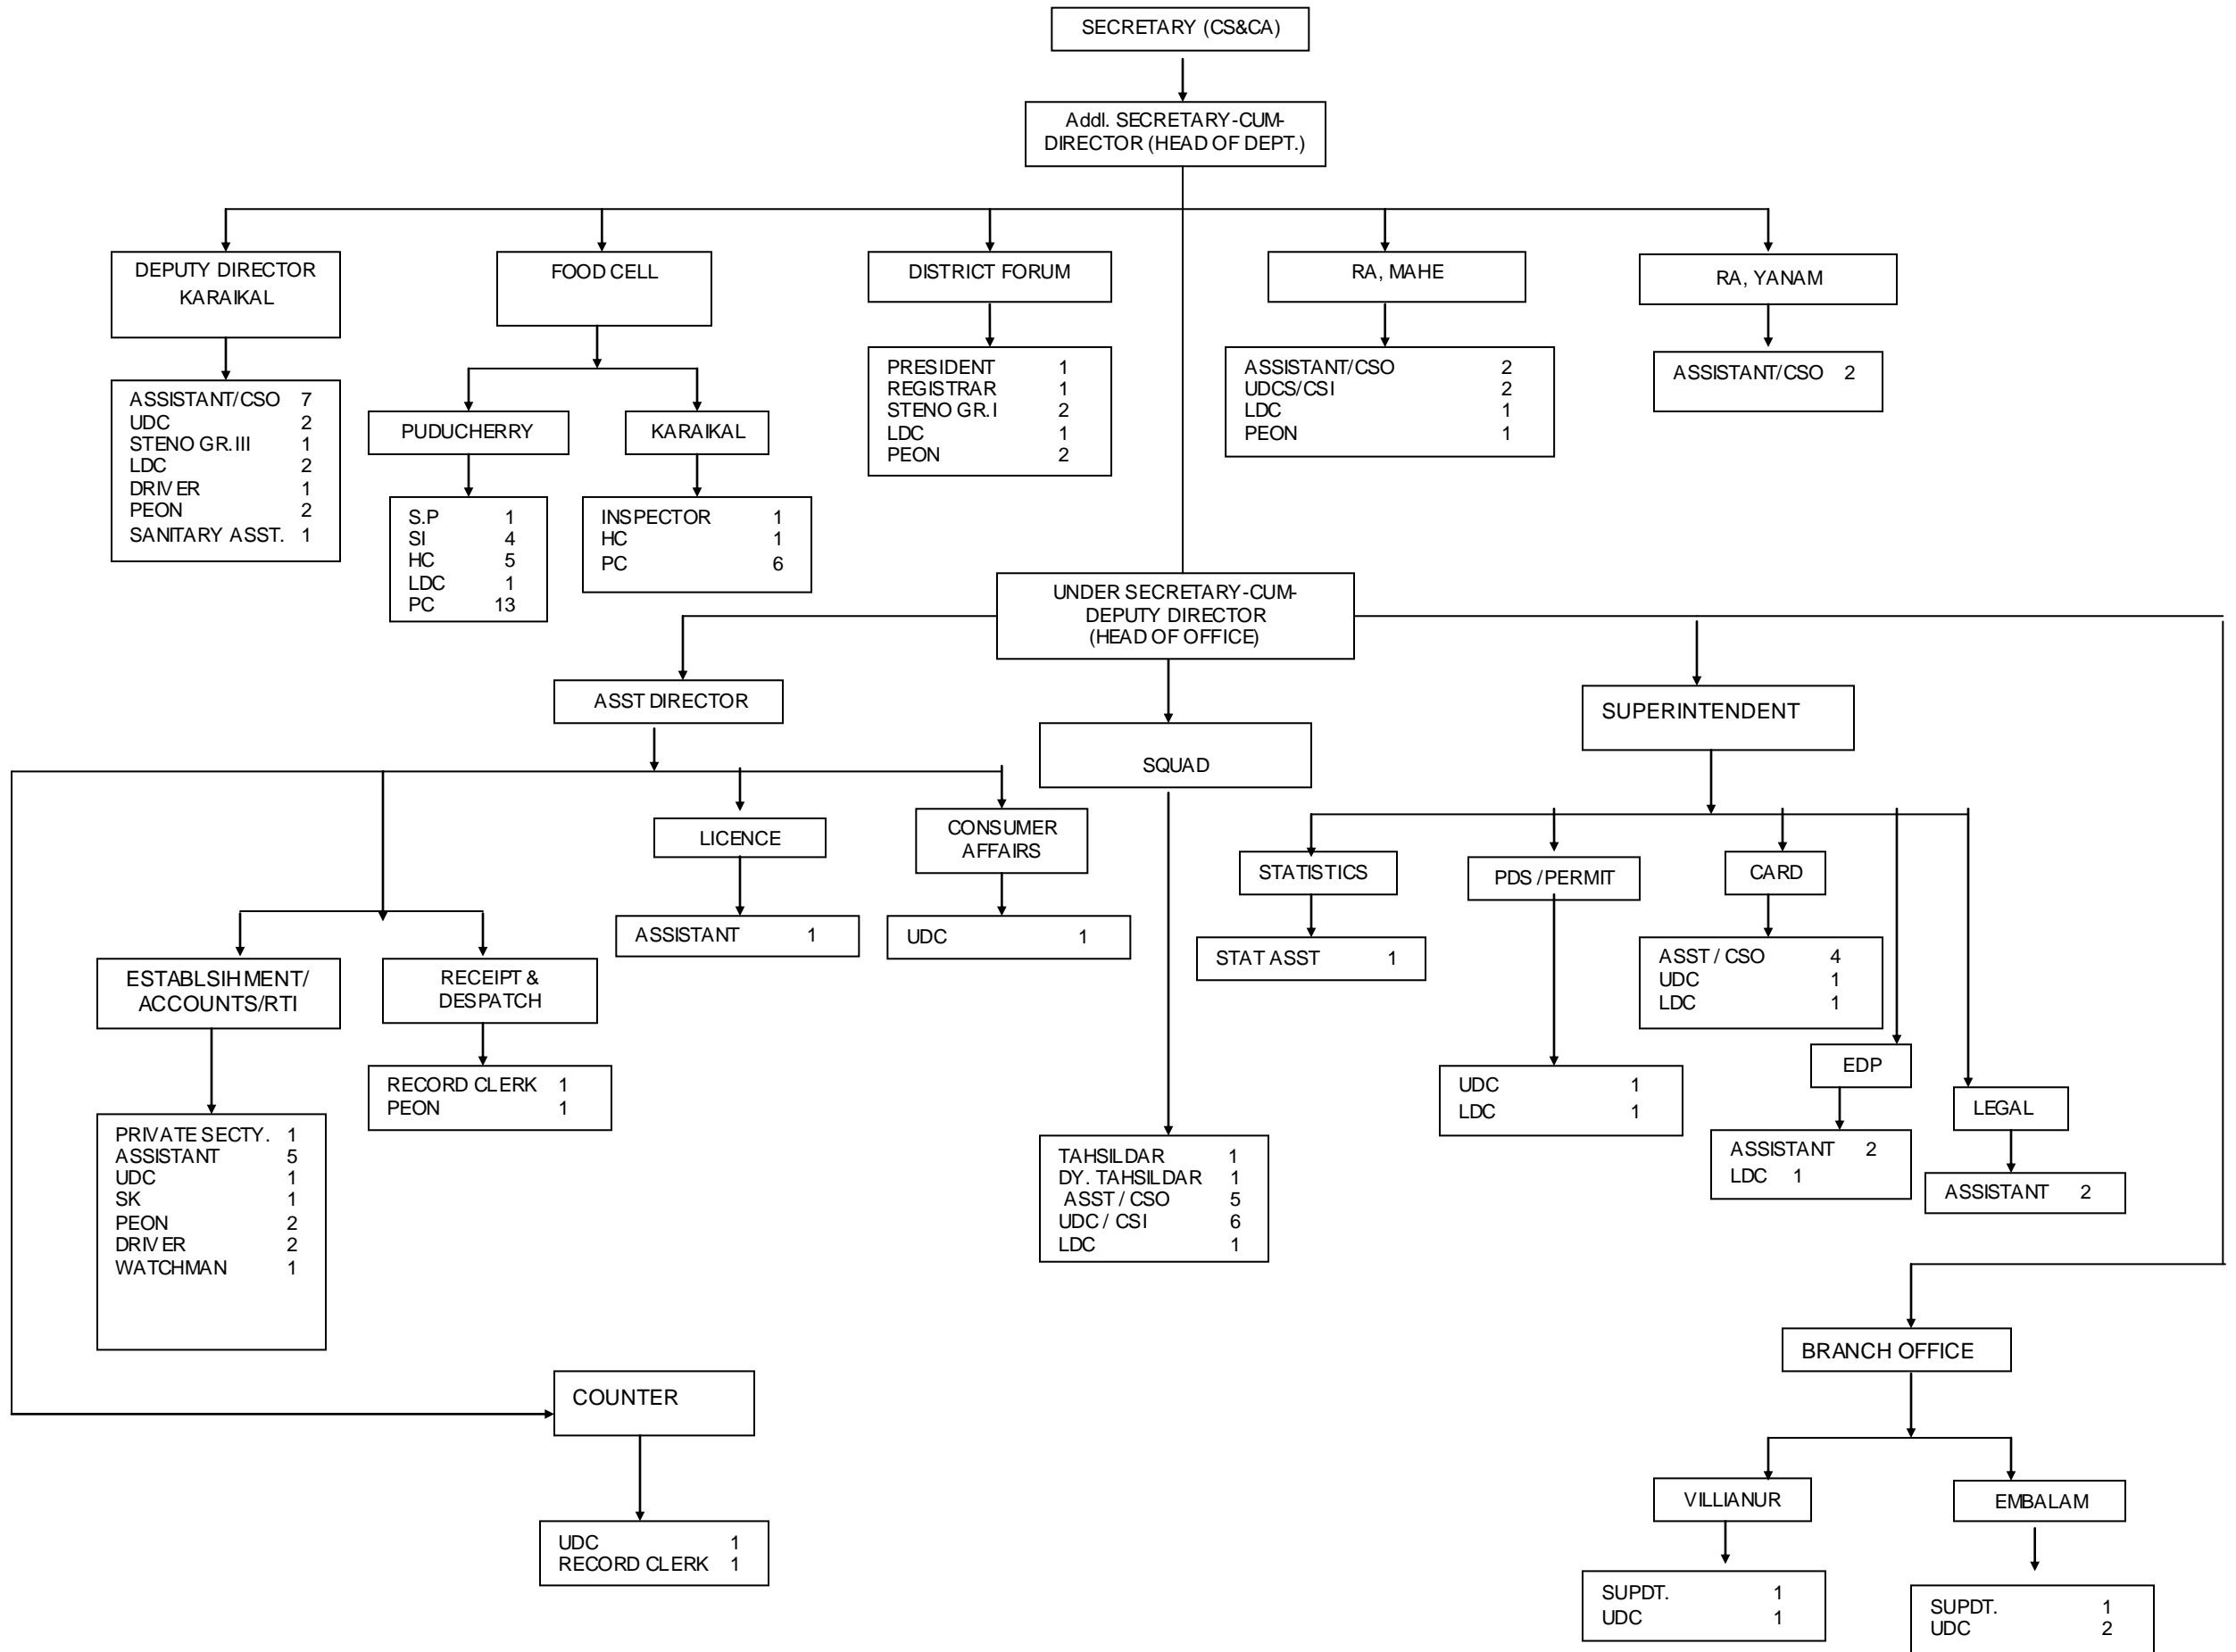 SECRETARY (CS&CA)
Addl. SECRETARY-CUM-
DIRECTOR (HEAD OF DEPT.)
DEPUTY DIRECTOR
KARAIKAL
FOOD CELL
DISTRICT FORUM
RA, MAHE
RA, YANAM
ASSISTANT/CSO 7
UDC 2
STENO GR.III 1
LDC 2
DRIVER 1
PEON 2
SANITARY ASST. 1
PUDUCHERRY
KARAIKAL
S.P 1
SI 4
HC 5
LDC 1
PC 13
INSPECTOR 1
HC 1
PC 6
PRESIDENT 1
REGISTRAR 1
STENO GR.I 2
LDC 1
PEON 2
ASSISTANT/CSO 2
UDCS/CSI 2
LDC 1
PEON 1
ASSISTANT/CSO 2
UNDER SECRETARY-CUM-
DEPUTY DIRECTOR
(HEAD OF OFFICE)
ASST DIRECTOR
SQUAD
SUPERINTENDENT
LICENCE
CONSUMER
AFFAIRS
ASSISTANT 1
UDC 1
ESTABLSIHMENT/
ACCOUNTS/RTI
RECEIPT &
DESPATCH
RECORD CLERK 1
PEON 1
PRIVATE SECTY. 1
ASSISTANT 5
UDC 1
SK 1
PEON 2
DRIVER 2
WATCHMAN 1
COUNTER
UDC 1
RECORD CLERK 1
TAHSILDAR 1
DY. TAHSILDAR 1
ASST / CSO 5
UDC / CSI 6
LDC 1
STATISTICS
PDS / PERMIT
CARD
STAT ASST 1
UDC 1
LDC 1
ASST / CSO 4
UDC 1
LDC 1
EDP
LEGAL
ASSISTANT 2
LDC 1
ASSISTANT 2
BRANCH OFFICE
VILLIANUR
EMBALAM
SUPDT. 1
UDC 1
SUPDT. 1
UDC 2